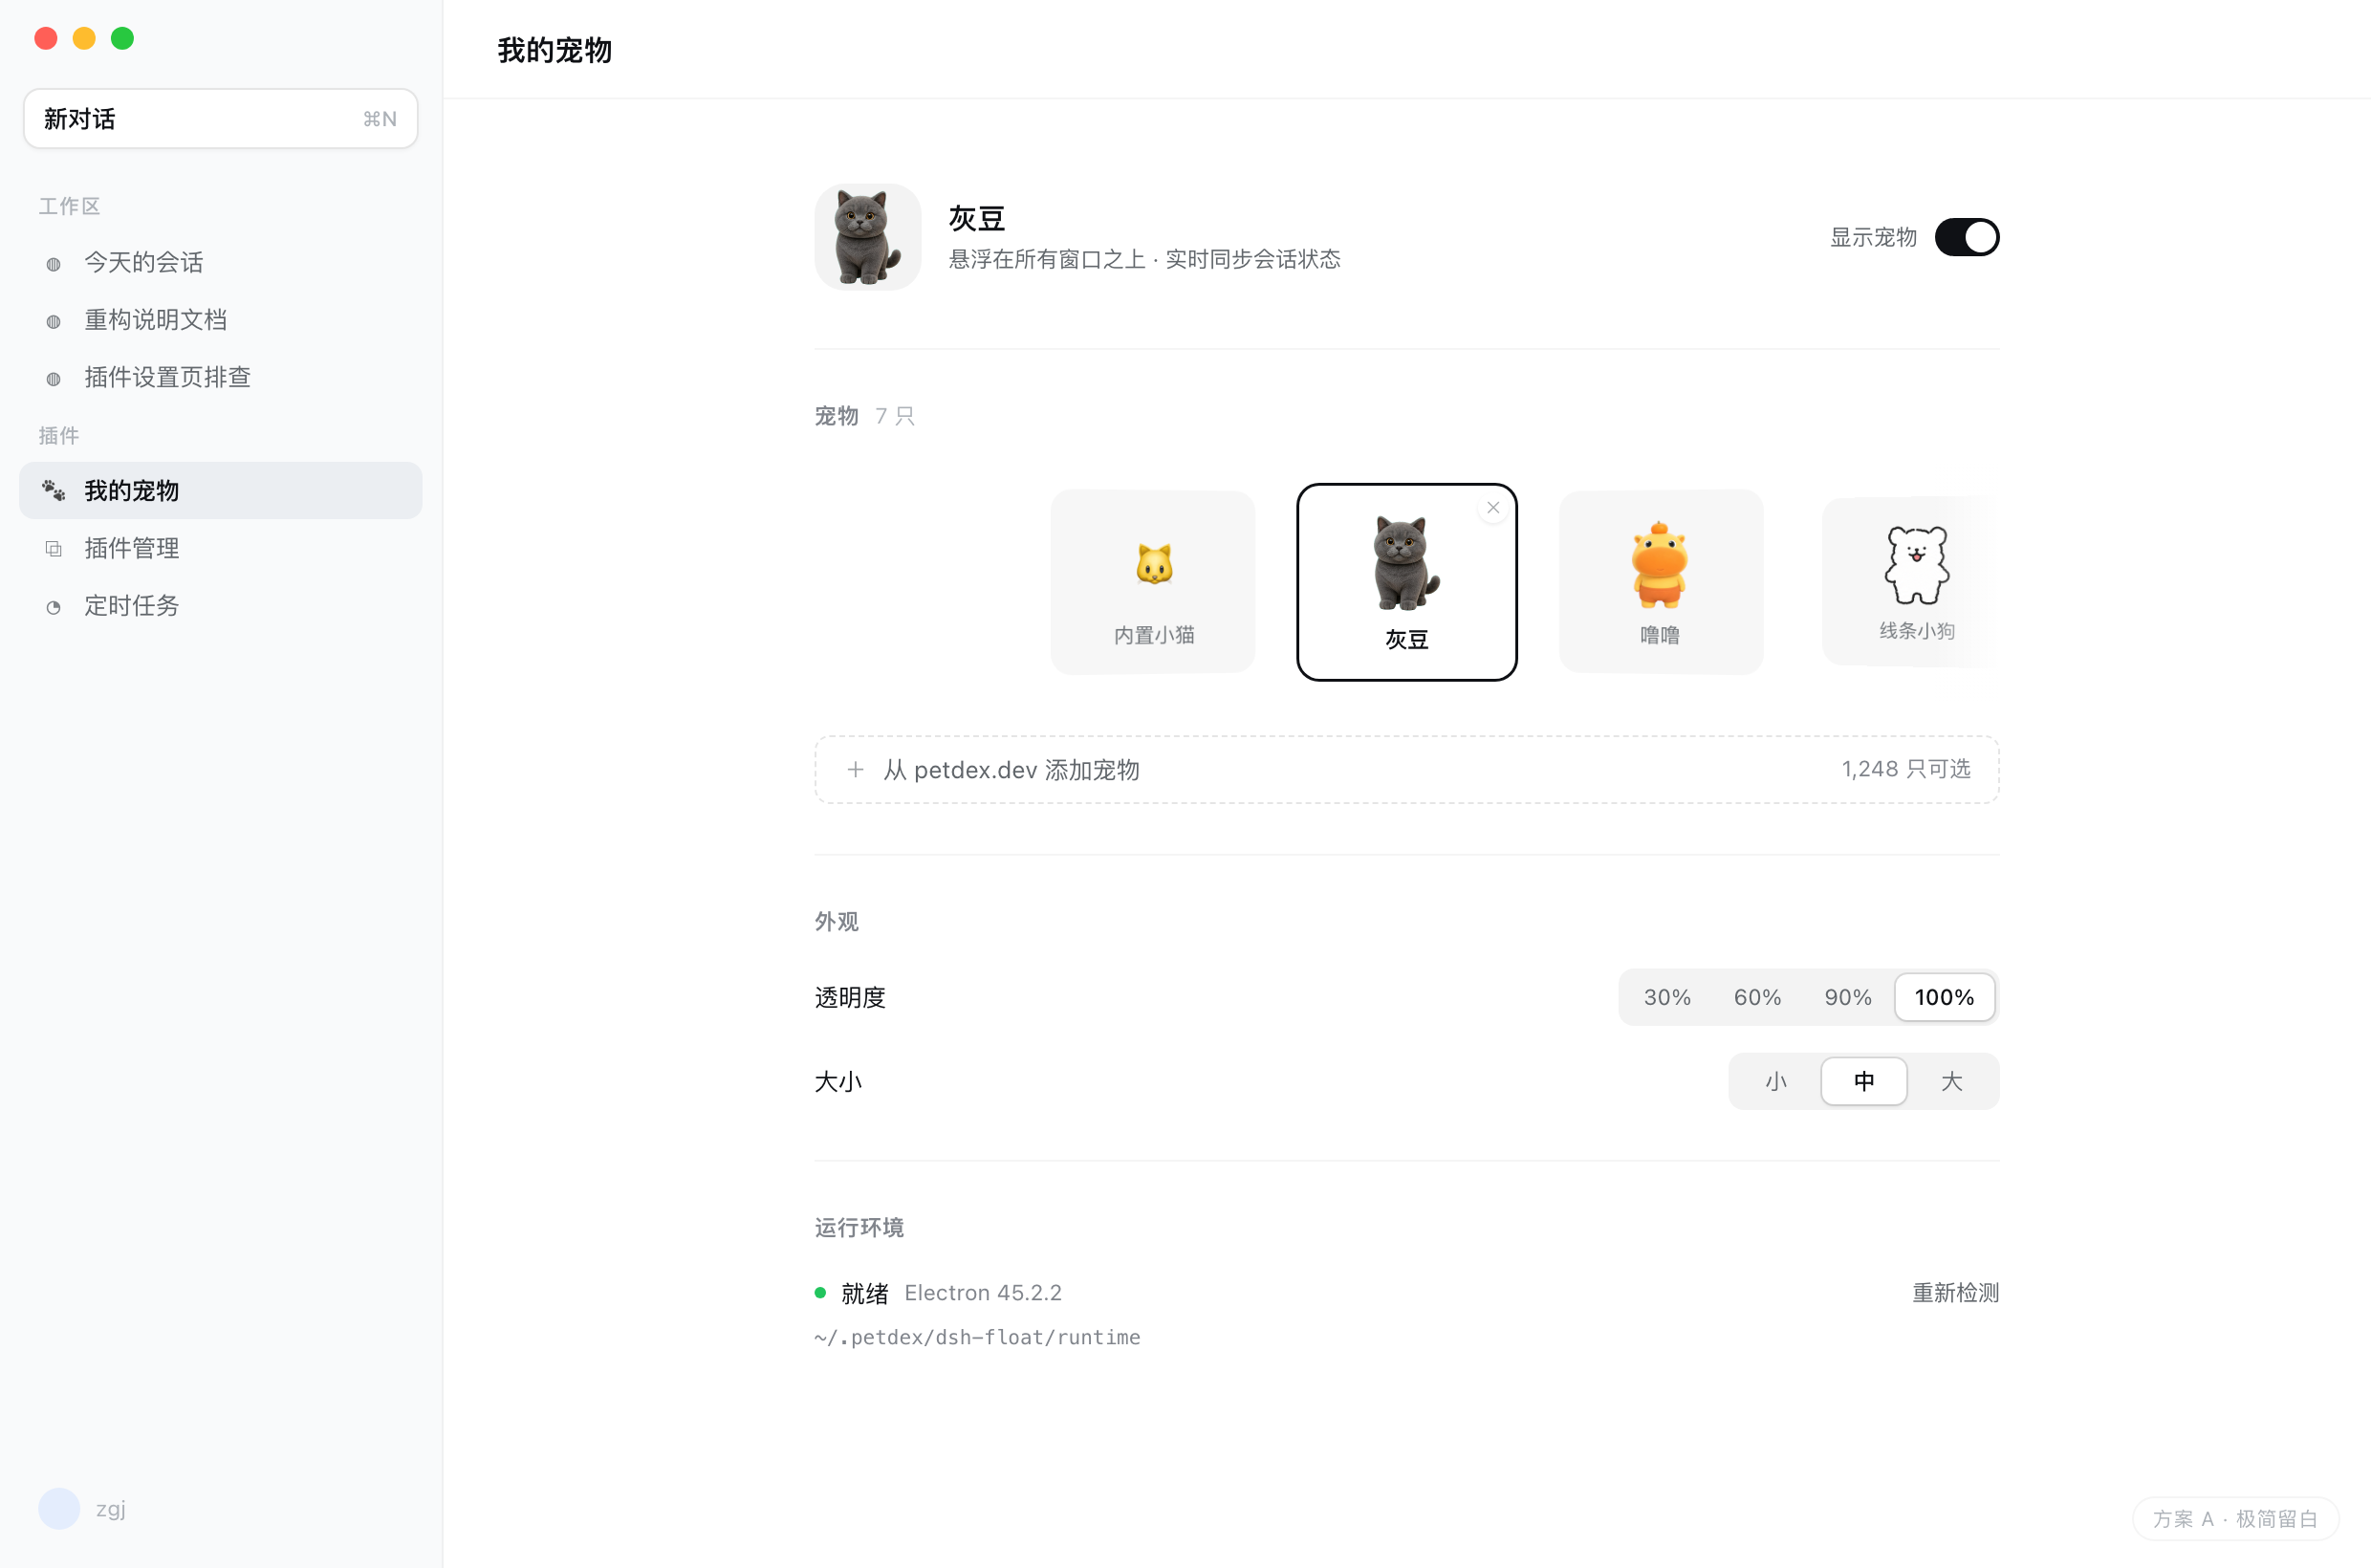 新对话 ⌘N
工作区
今天的会话
重构说明文档
插件设置页排查
插件
我的宠物
插件管理
定时任务
zgj
我的宠物
灰豆
悬浮在所有窗口之上 · 实时同步会话状态
显示宠物
宠物 7 只
内置小猫
灰豆
噜噜
线条小狗
+ 从 petdex.dev 添加宠物 1,248 只可选
外观
透明度 30% 60% 90% 100%
大小 小 中 大
运行环境
就绪 Electron 45.2.2 重新检测
~/.petdex/dsh-float/runtime
方案 A · 极简留白